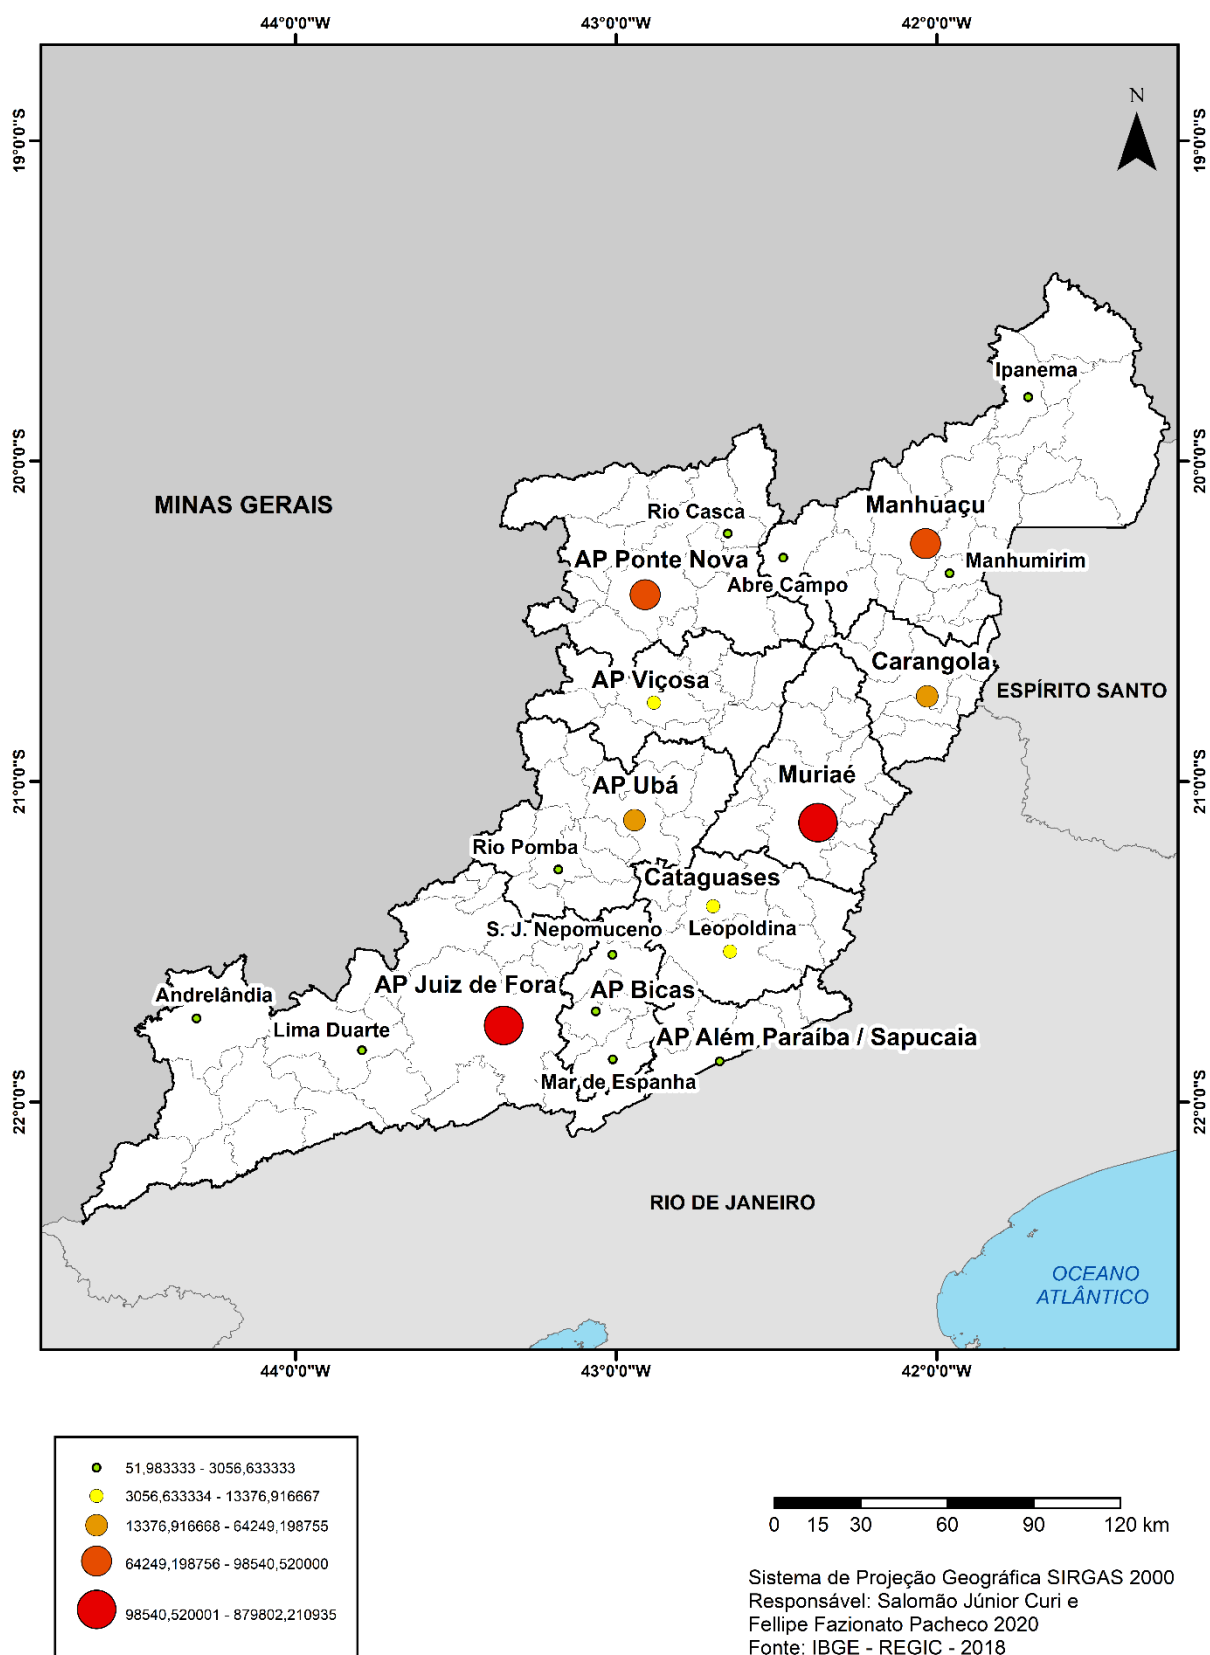 44°0'0"W 43°0'0"W 42°0'0"W
N
19°0'0"S 19°0'0"S
Ipanema
20°0'0"S 20°0'0"S
MINAS GERAIS
Manhuaçu
Rio Casca
AP Ponte Nova
Manhumirim
Abre Campo
Carangola
AP Viçosa
ESPÍRITO SANTO
21°0'0"S 21°0'0"S
Muriaé
AP Ubá
Rio Pomba
Cataguases
S. J. Nepomuceno
Leopoldina
AP Juiz de Fora
AP Bicas
Andrelândia
Lima Duarte
AP Além Paraíba / Sapucaia
Mar de Espanha
22°0'0"S 22°0'0"S
RIO DE JANEIRO
OCEANO
ATLÂNTICO
44°0'0"W 43°0'0"W 42°0'0"W
51,983333 - 3056,633333
3056,633334 - 13376,916667
13376,916668 - 64249,198755
64249,198756 - 98540,520000
98540,520001 - 879802,210935
0 15 30 60 90 120 km
Sistema de Projeção Geográfica SIRGAS 2000
Responsável: Salomão Júnior Curi e
Fellipe Fazionato Pacheco 2020
Fonte: IBGE - REGIC - 2018